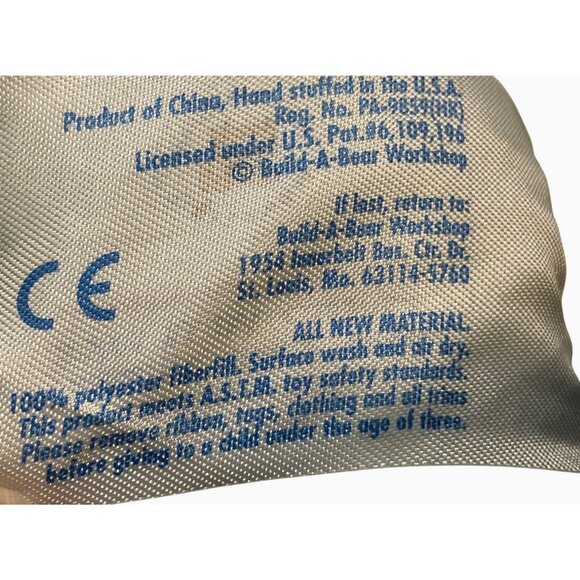 Product of China, Hand stuffed in the U.S.A.
Reg. No. PA-9859(HK)
Licensed under U.S. Pat.#6,109,196
© Build-A-Bear Workshop
If lost, return to:
Build-A-Bear Workshop
1954 Innerbelt Bus. Ctr. Dr.
St. Louis, Mo. 63114-5760
CE
ALL NEW MATERIAL.
100% polyester fiberfill. Surface wash and air dry.
This product meets A.S.T.M. toy safety standards.
Please remove ribbon, tags, clothing and all trims
before giving to a child under the age of three.